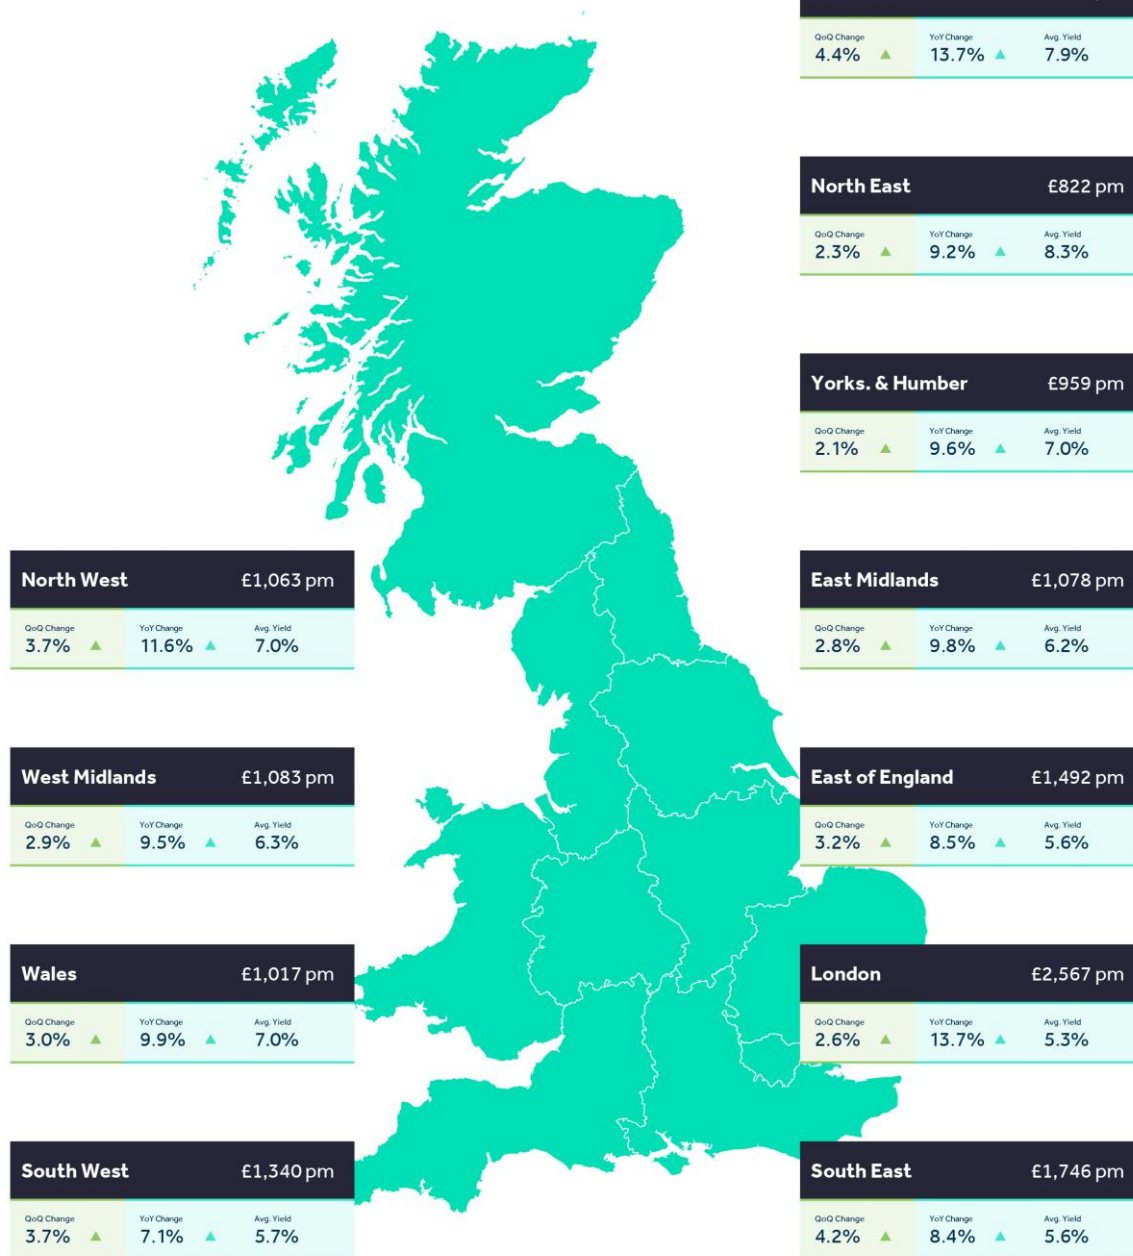 QoQ Change YoY Change Avg. Yield
4.4% 13.7% 7.9%
North East £822 pm
QoQ Change YoY Change Avg. Yield
2.3% 9.2% 8.3%
Yorks. & Humber £959 pm
QoQ Change YoY Change Avg. Yield
2.1% 9.6% 7.0%
North West £1,063 pm
QoQ Change YoY Change Avg. Yield
3.7% 11.6% 7.0%
East Midlands £1,078 pm
QoQ Change YoY Change Avg. Yield
2.8% 9.8% 6.2%
West Midlands £1,083 pm
QoQ Change YoY Change Avg. Yield
2.9% 9.5% 6.3%
East of England £1,492 pm
QoQ Change YoY Change Avg. Yield
3.2% 8.5% 5.6%
Wales £1,017 pm
QoQ Change YoY Change Avg. Yield
3.0% 9.9% 7.0%
London £2,567 pm
QoQ Change YoY Change Avg. Yield
2.6% 13.7% 5.3%
South West £1,340 pm
QoQ Change YoY Change Avg. Yield
3.7% 7.1% 5.7%
South East £1,746 pm
QoQ Change YoY Change Avg. Yield
4.2% 8.4% 5.6%